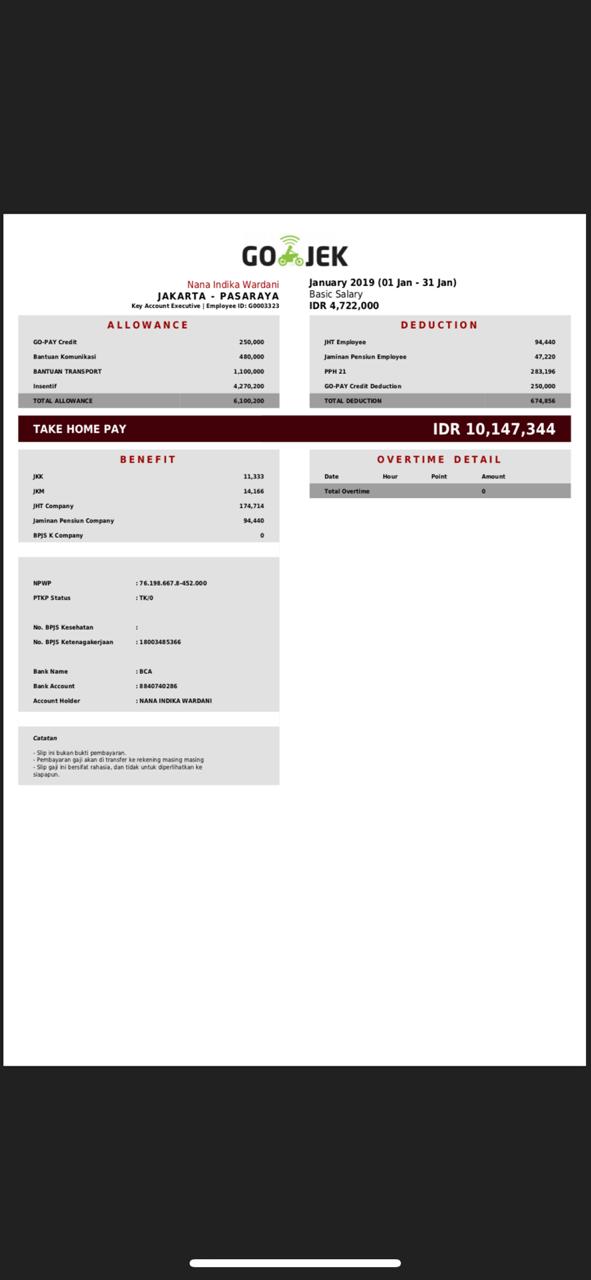 GOJEK
Nana Indika Wardani
JAKARTA - PASARAYA
Key Account Executive | Employee ID: G0003323
January 2019 (01 Jan - 31 Jan)
Basic Salary
IDR 4,722,000
ALLOWANCE
GO-PAY Credit 250,000
Bantuan Komunikasi 480,000
BANTUAN TRANSPORT 1,100,000
Insentif 4,270,200
TOTAL ALLOWANCE 6,100,200
DEDUCTION
JHT Employee 94,440
Jaminan Pensiun Employee 47,220
PPH 21 283,196
GO-PAY Credit Deduction 250,000
TOTAL DEDUCTION 674,856
TAKE HOME PAY IDR 10,147,344
BENEFIT
JKK 11,333
JKM 14,166
JHT Company 174,714
Jaminan Pensiun Company 94,440
BPJS K Company 0
OVERTIME DETAIL
Date Hour Point Amount
Total Overtime 0
NPWP : 76.198.667.8-452.000
PTKP Status : TK/0
No. BPJS Kesehatan :
No. BPJS Ketenagakerjaan : 18003485366
Bank Name : BCA
Bank Account : 8840740286
Account Holder : NANA INDIKA WARDANI
Catatan
- Slip ini bukan bukti pembayaran.
- Pembayaran gaji akan di transfer ke rekening masing masing
- Slip gaji ini bersifat rahasia, dan tidak untuk diperlihatkan ke
siapapun.